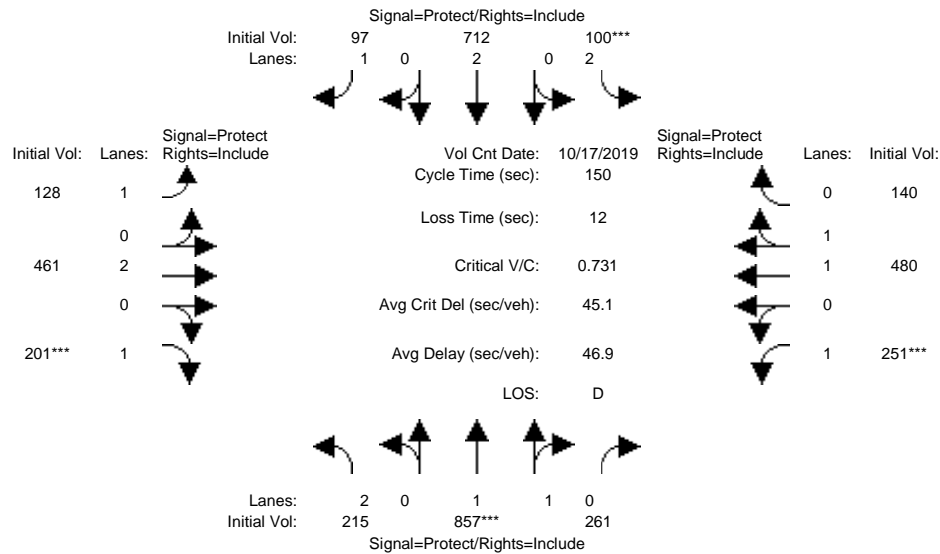 Signal=Protect/Rights=Include
Initial Vol: 97 712 100***
Lanes: 1 0 2 0 2
Signal=Protect
Initial Vol: Lanes: Rights=Include
Vol Cnt Date: 10/17/2019
Signal=Protect
Rights=Include Lanes: Initial Vol:
Cycle Time (sec): 150
128 1
0 140
Loss Time (sec): 12
0
1
461 2
Critical V/C: 0.731
1 480
0
Avg Crit Del (sec/veh): 45.1
0
201*** 1
Avg Delay (sec/veh): 46.9
1 251***
LOS: D
Lanes: 2 0 1 1 0
Initial Vol: 215 857*** 261
Signal=Protect/Rights=Include